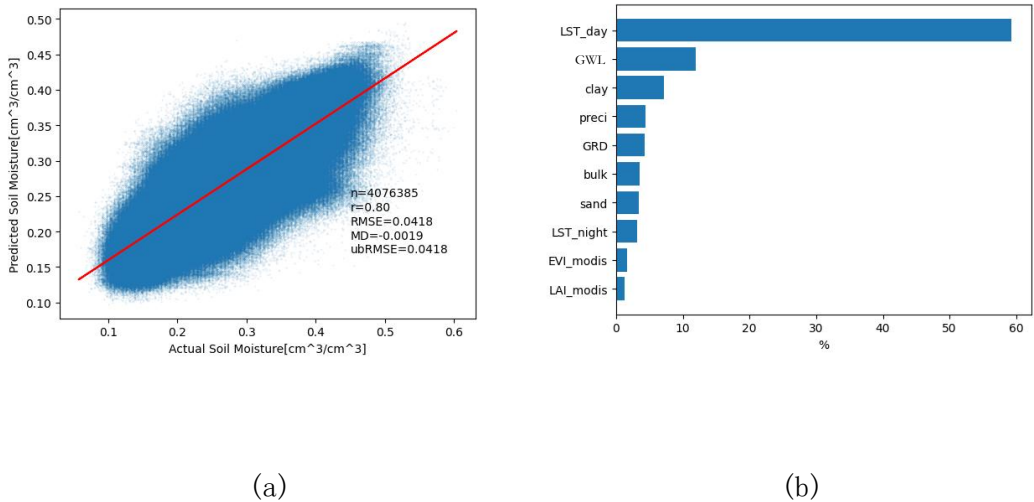 0.50
0.45
0.40
0.35
0.30
0.25
0.20
0.15
0.10
Predicted Soil Moisture[cm^3/cm^3]
n=4076385
r=0.80
RMSE=0.0418
MD=-0.0019
ubRMSE=0.0418
0.1 0.2 0.3 0.4 0.5 0.6
Actual Soil Moisture[cm^3/cm^3]
(a)
LST_day
GWL
clay
preci
GRD
bulk
sand
LST_night
EVI_modis
LAI_modis
0 10 20 30 40 50 60
%
(b)